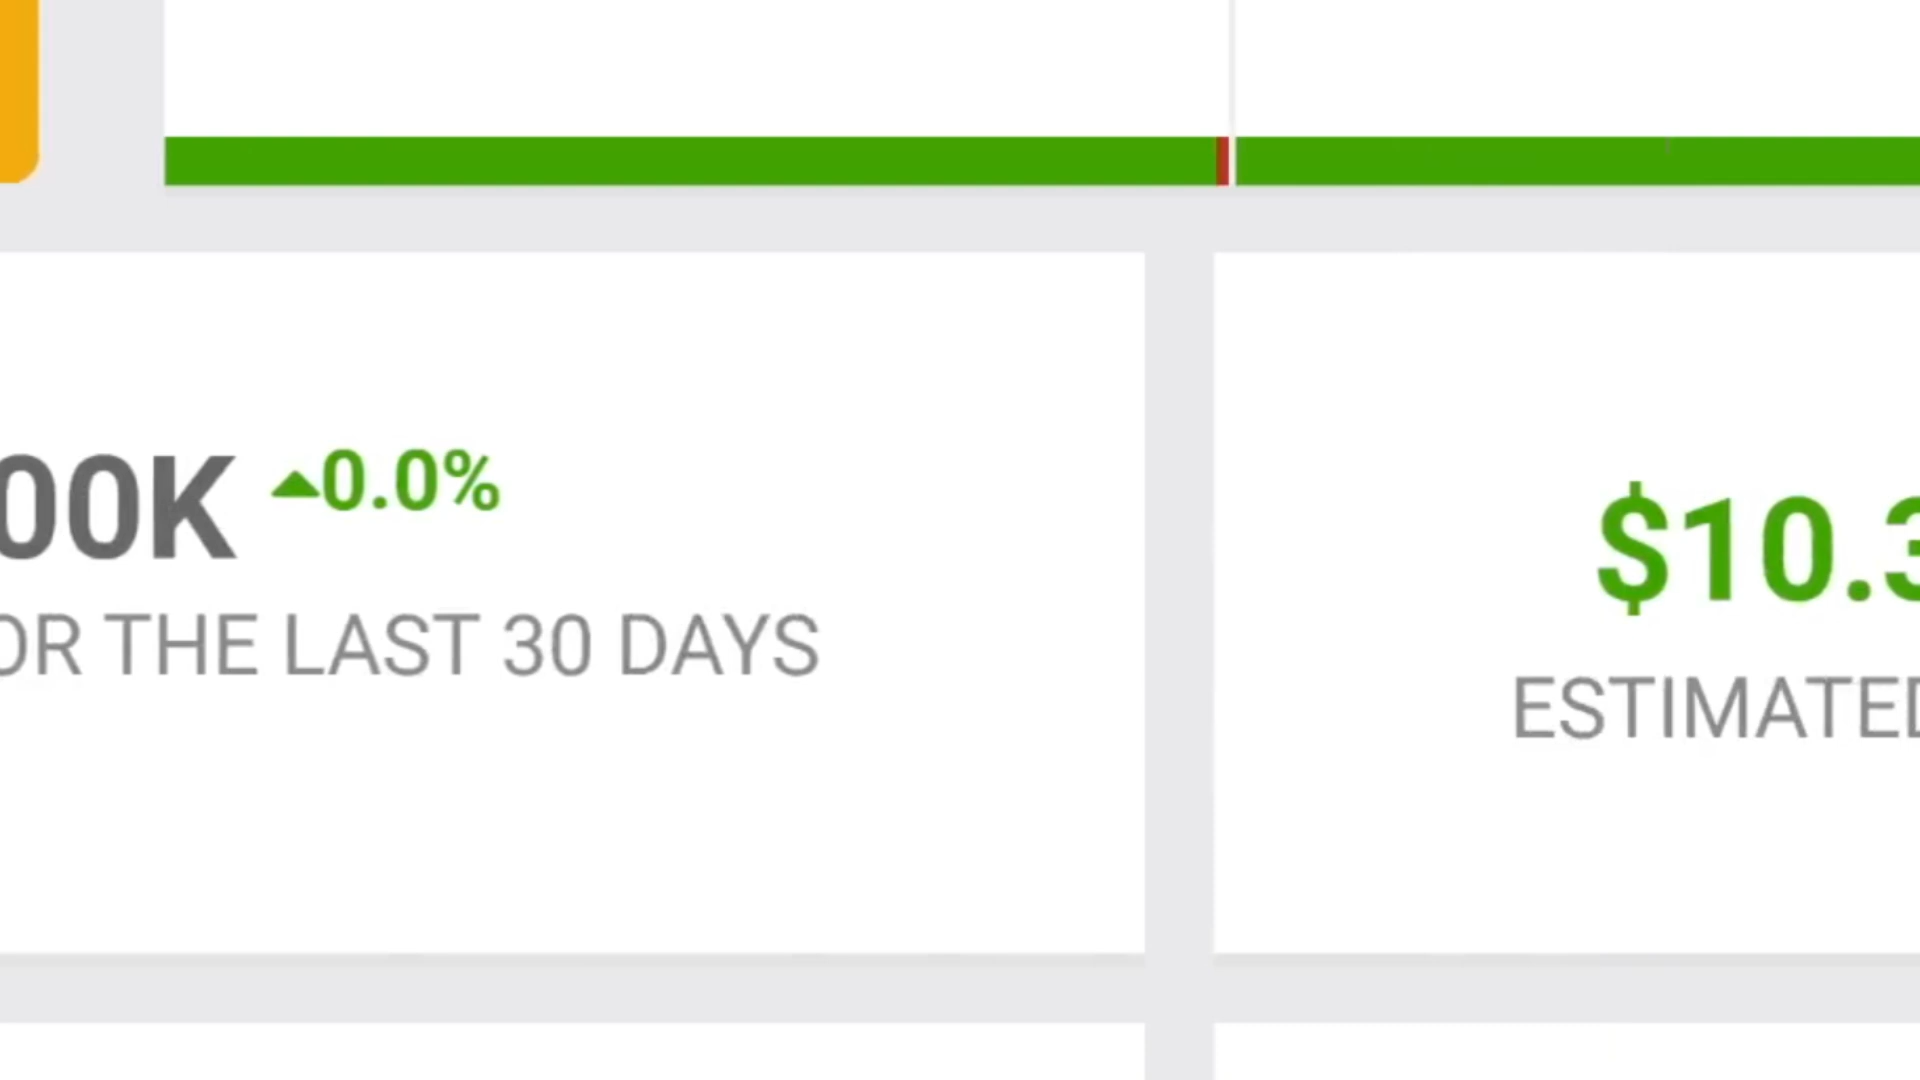 00K ▲0.0%
OR THE LAST 30 DAYS
$10.3
ESTIMATED